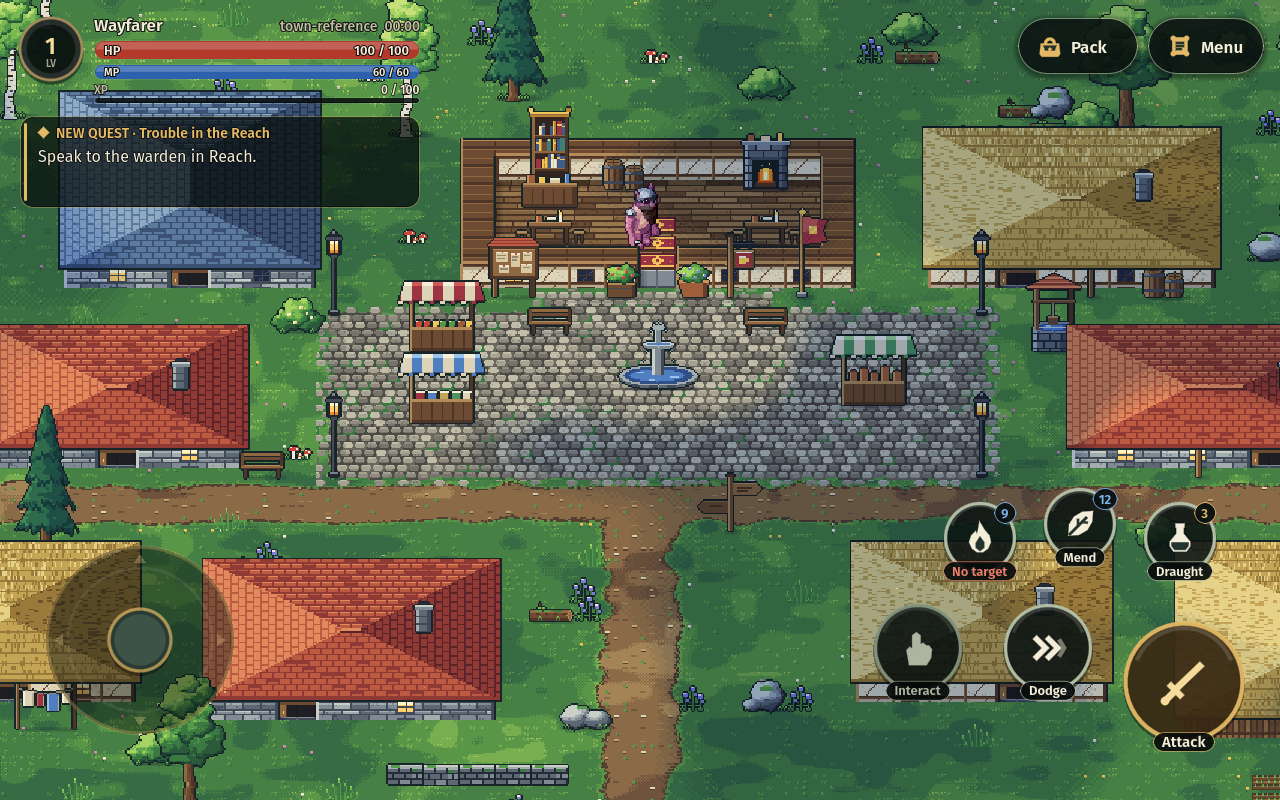 Wayfarer
town-reference 00:00
1
LV
HP 100 / 100
MP 60 / 60
XP 0 / 100
NEW QUEST · Trouble in the Reach
Speak to the warden in Reach.
Pack
Menu
9
12
3
No target
Mend
Draught
Interact
Dodge
Attack